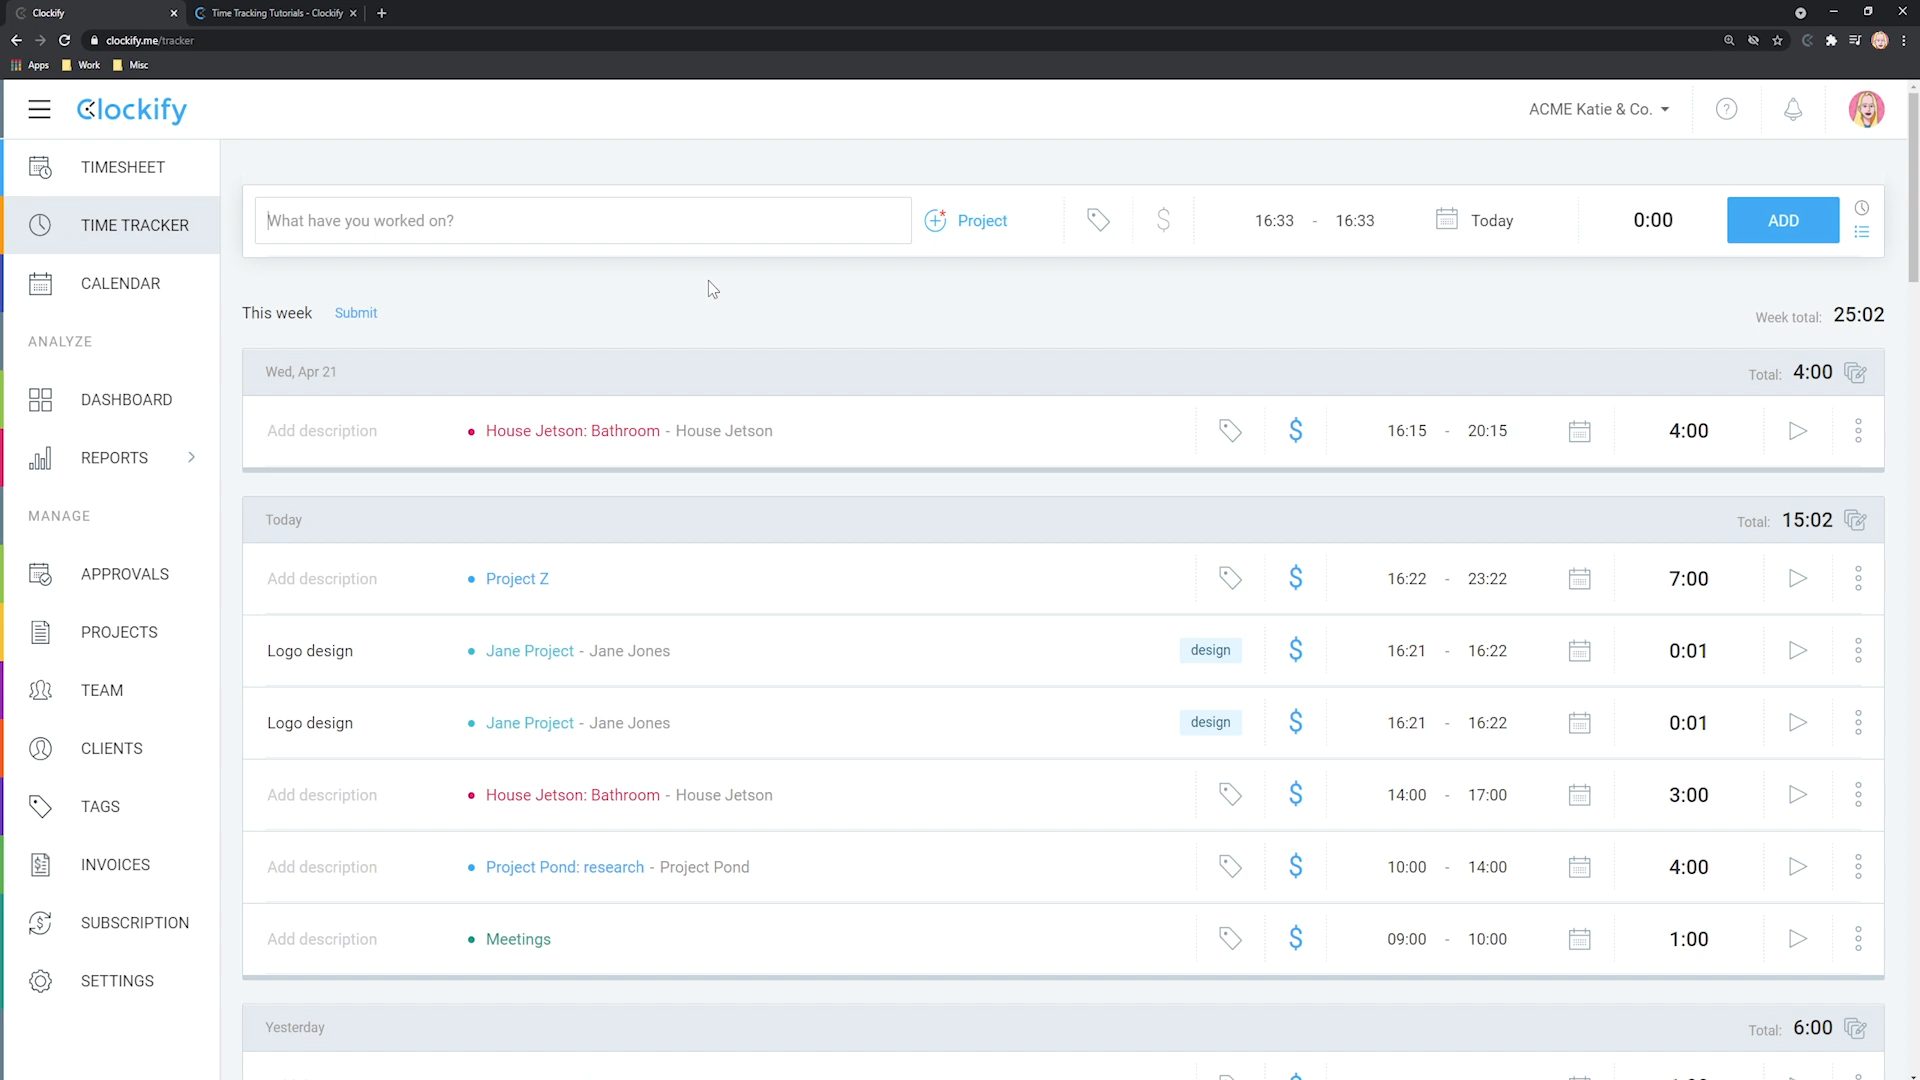 Clockify
Time Tracking Tutorials - Clockify
clockify.me/tracker
Apps Work Misc
Clockify
ACME Katie & Co.
TIMESHEET
TIME TRACKER
CALENDAR
ANALYZE
DASHBOARD
REPORTS
MANAGE
APPROVALS
PROJECTS
TEAM
CLIENTS
TAGS
INVOICES
SUBSCRIPTION
SETTINGS
What have you worked on? Project 16:33 - 16:33 Today 0:00 ADD
This week Submit Week total: 25:02
Wed, Apr 21 Total: 4:00
Add description House Jetson: Bathroom - House Jetson $ 16:15 - 20:15 4:00
Today Total: 15:02
Add description Project Z $ 16:22 - 23:22 7:00
Logo design Jane Project - Jane Jones design $ 16:21 - 16:22 0:01
Logo design Jane Project - Jane Jones design $ 16:21 - 16:22 0:01
Add description House Jetson: Bathroom - House Jetson $ 14:00 - 17:00 3:00
Add description Project Pond: research - Project Pond $ 10:00 - 14:00 4:00
Add description Meetings $ 09:00 - 10:00 1:00
Yesterday Total: 6:00